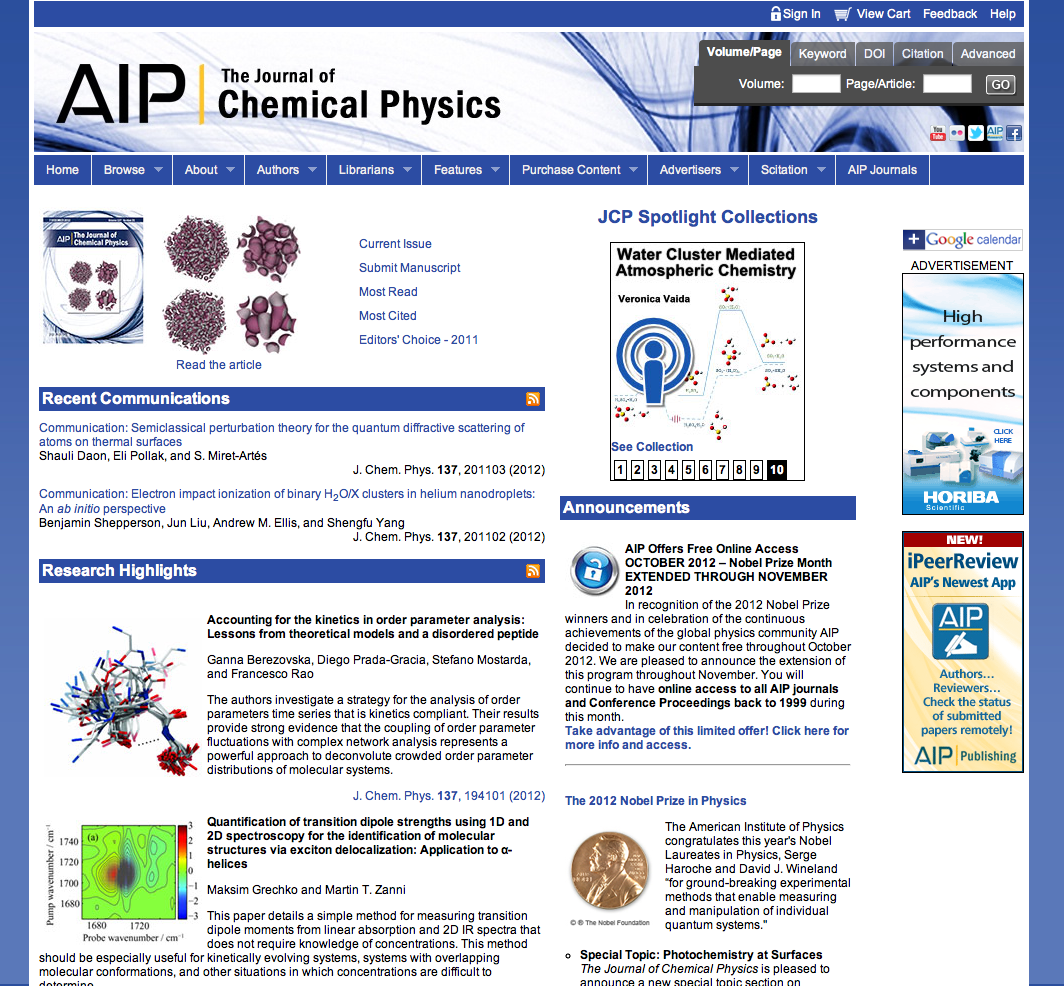 Sign In View Cart Feedback Help
AIP The Journal of
Chemical Physics
Volume/Page Keyword DOI Citation Advanced
Volume: Page/Article: GO
Home Browse About Authors Librarians Features Purchase Content Advertisers Scitation AIP Journals
AIP The Journal of
Chemical Physics
Read the article
Current Issue
Submit Manuscript
Most Read
Most Cited
Editors' Choice - 2011
Recent Communications
Communication: Semiclassical perturbation theory for the quantum diffractive scattering of
atoms on thermal surfaces
Shauli Daon, Eli Pollak, and S. Miret-Artés
J. Chem. Phys. 137, 201103 (2012)
Communication: Electron impact ionization of binary H2O/X clusters in helium nanodroplets:
An ab initio perspective
Benjamin Shepperson, Jun Liu, Andrew M. Ellis, and Shengfu Yang
J. Chem. Phys. 137, 201102 (2012)
Research Highlights
Accounting for the kinetics in order parameter analysis:
Lessons from theoretical models and a disordered peptide
Ganna Berezovska, Diego Prada-Gracia, Stefano Mostarda,
and Francesco Rao
The authors investigate a strategy for the analysis of order
parameters time series that is kinetics compliant. Their results
provide strong evidence that the coupling of order parameter
fluctuations with complex network analysis represents a
powerful approach to deconvolute crowded order parameter
distributions of molecular systems.
J. Chem. Phys. 137, 194101 (2012)
(a)
Pump wavenumber / cm⁻¹
1740
1720
1700
1680
1680 1720
Probe wavenumber / cm⁻¹
3
2
1
0
−1
−2
−3
Quantification of transition dipole strengths using 1D and
2D spectroscopy for the identification of molecular
structures via exciton delocalization: Application to α-
helices
Maksim Grechko and Martin T. Zanni
This paper details a simple method for measuring transition
dipole moments from linear absorption and 2D IR spectra that
does not require knowledge of concentrations. This method
should be especially useful for kinetically evolving systems, systems with overlapping
molecular conformations, and other situations in which concentrations are difficult to
determine
JCP Spotlight Collections
Water Cluster Mediated
Atmospheric Chemistry
Veronica Vaida
See Collection
1 2 3 4 5 6 7 8 9 10
Announcements
AIP Offers Free Online Access
OCTOBER 2012 – Nobel Prize Month
EXTENDED THROUGH NOVEMBER
2012
In recognition of the 2012 Nobel Prize
winners and in celebration of the continuous
achievements of the global physics community AIP
decided to make our content free throughout October
2012. We are pleased to announce the extension of
this program throughout November. You will
continue to have online access to all AIP journals
and Conference Proceedings back to 1999 during
this month.
Take advantage of this limited offer! Click here for
more info and access.
The 2012 Nobel Prize in Physics
© ® The Nobel Foundation
The American Institute of Physics
congratulates this year's Nobel
Laureates in Physics, Serge
Haroche and David J. Wineland
"for ground-breaking experimental
methods that enable measuring
and manipulation of individual
quantum systems."
Special Topic: Photochemistry at Surfaces
The Journal of Chemical Physics is pleased to
announce a new special topic section on
Google calendar
ADVERTISEMENT
High
performance
systems and
components
CLICK
HERE
HORIBA
Scientific
NEW!
iPeerReview
AIP's Newest App
AIP
Authors...
Reviewers...
Check the status
of submitted
papers remotely!
AIP Publishing